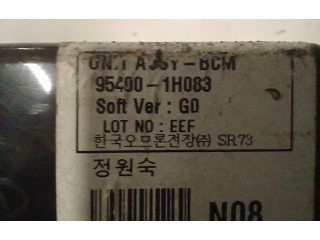 UNIT ASSY-BCM
95400-1H083
Soft Ver : G0
LOT NO : EEF
한국오므론전장㈜ SR73
정원숙
N08